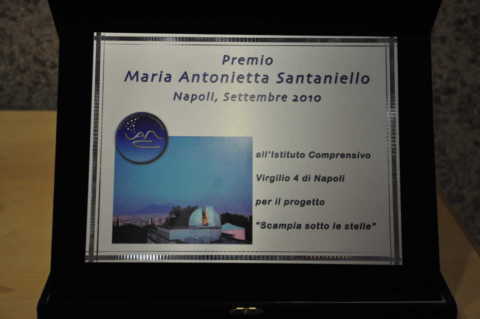 Premio
Maria Antonietta Santaniello
Napoli, Settembre 2010
all'Istituto Comprensivo
Virgilio 4 di Napoli
per il progetto
"Scampia sotto le stelle"